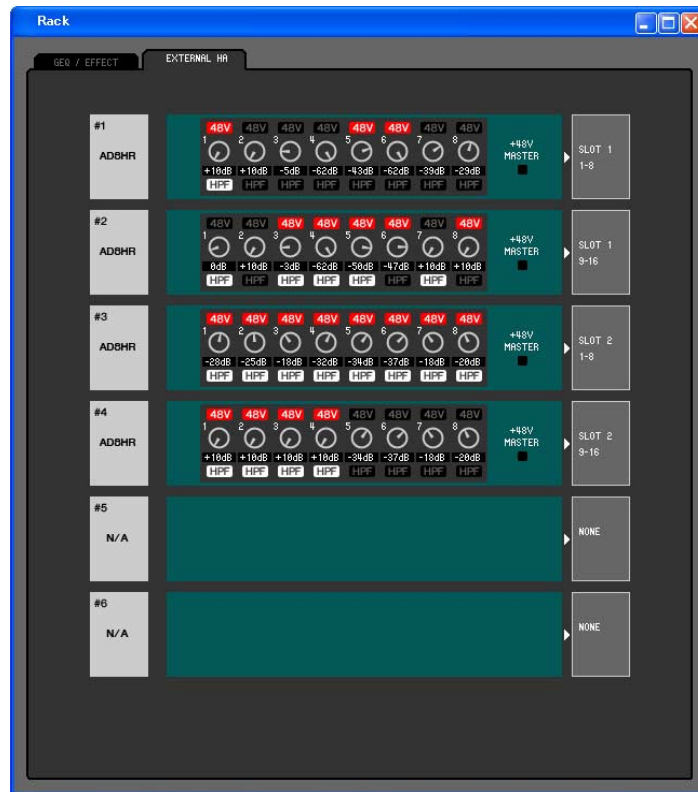 Rack
GEQ / EFFECT EXTERNAL HA
#1
AD8HR
48V 48V 48V 48V 48V 48V 48V 48V
1 2 3 4 5 6 7 8
+10dB +10dB -5dB -62dB -43dB -62dB -39dB -29dB
HPF HPF HPF HPF HPF HPF HPF HPF
+48V
MASTER
SLOT 1
1-8
#2
AD8HR
48V 48V 48V 48V 48V 48V 48V 48V
1 2 3 4 5 6 7 8
0dB +10dB -3dB -62dB -50dB -47dB +10dB +10dB
HPF HPF HPF HPF HPF HPF HPF HPF
+48V
MASTER
SLOT 1
9-16
#3
AD8HR
48V 48V 48V 48V 48V 48V 48V 48V
1 2 3 4 5 6 7 8
-28dB -25dB -18dB -32dB -34dB -37dB -18dB -20dB
HPF HPF HPF HPF HPF HPF HPF HPF
+48V
MASTER
SLOT 2
1-8
#4
AD8HR
48V 48V 48V 48V 48V 48V 48V 48V
1 2 3 4 5 6 7 8
+10dB +10dB +10dB +10dB -34dB -37dB -18dB -20dB
HPF HPF HPF HPF HPF HPF HPF HPF
+48V
MASTER
SLOT 2
9-16
#5
N/A
NONE
#6
N/A
NONE